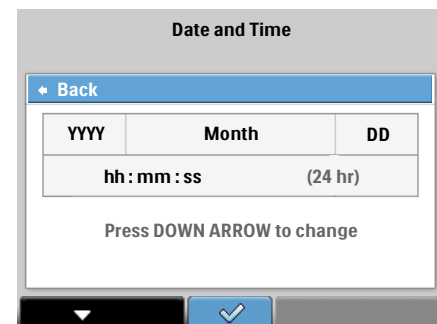 Date and Time
Back
YYYY Month DD
hh : mm : ss (24 hr)
Press DOWN ARROW to change